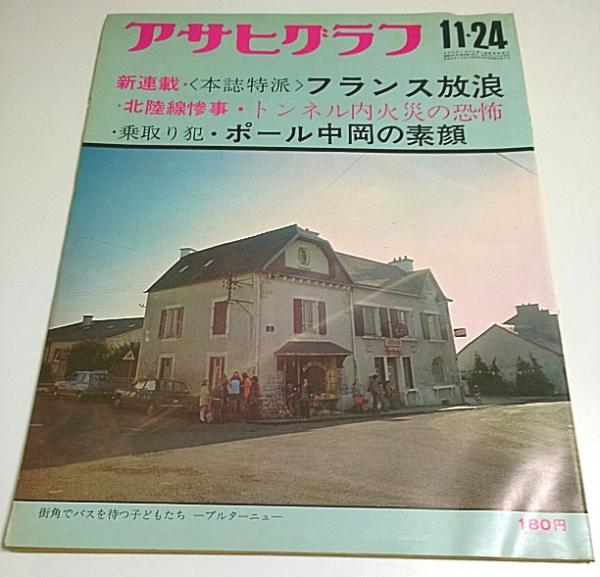 アサヒグラフ 11・24
新連載・〈本誌特派〉フランス放浪
・北陸線惨事・トンネル内火災の恐怖
・乗取り犯・ポール中岡の素顔
街角でバスを待つ子どもたち ―ブルターニュ―
180円